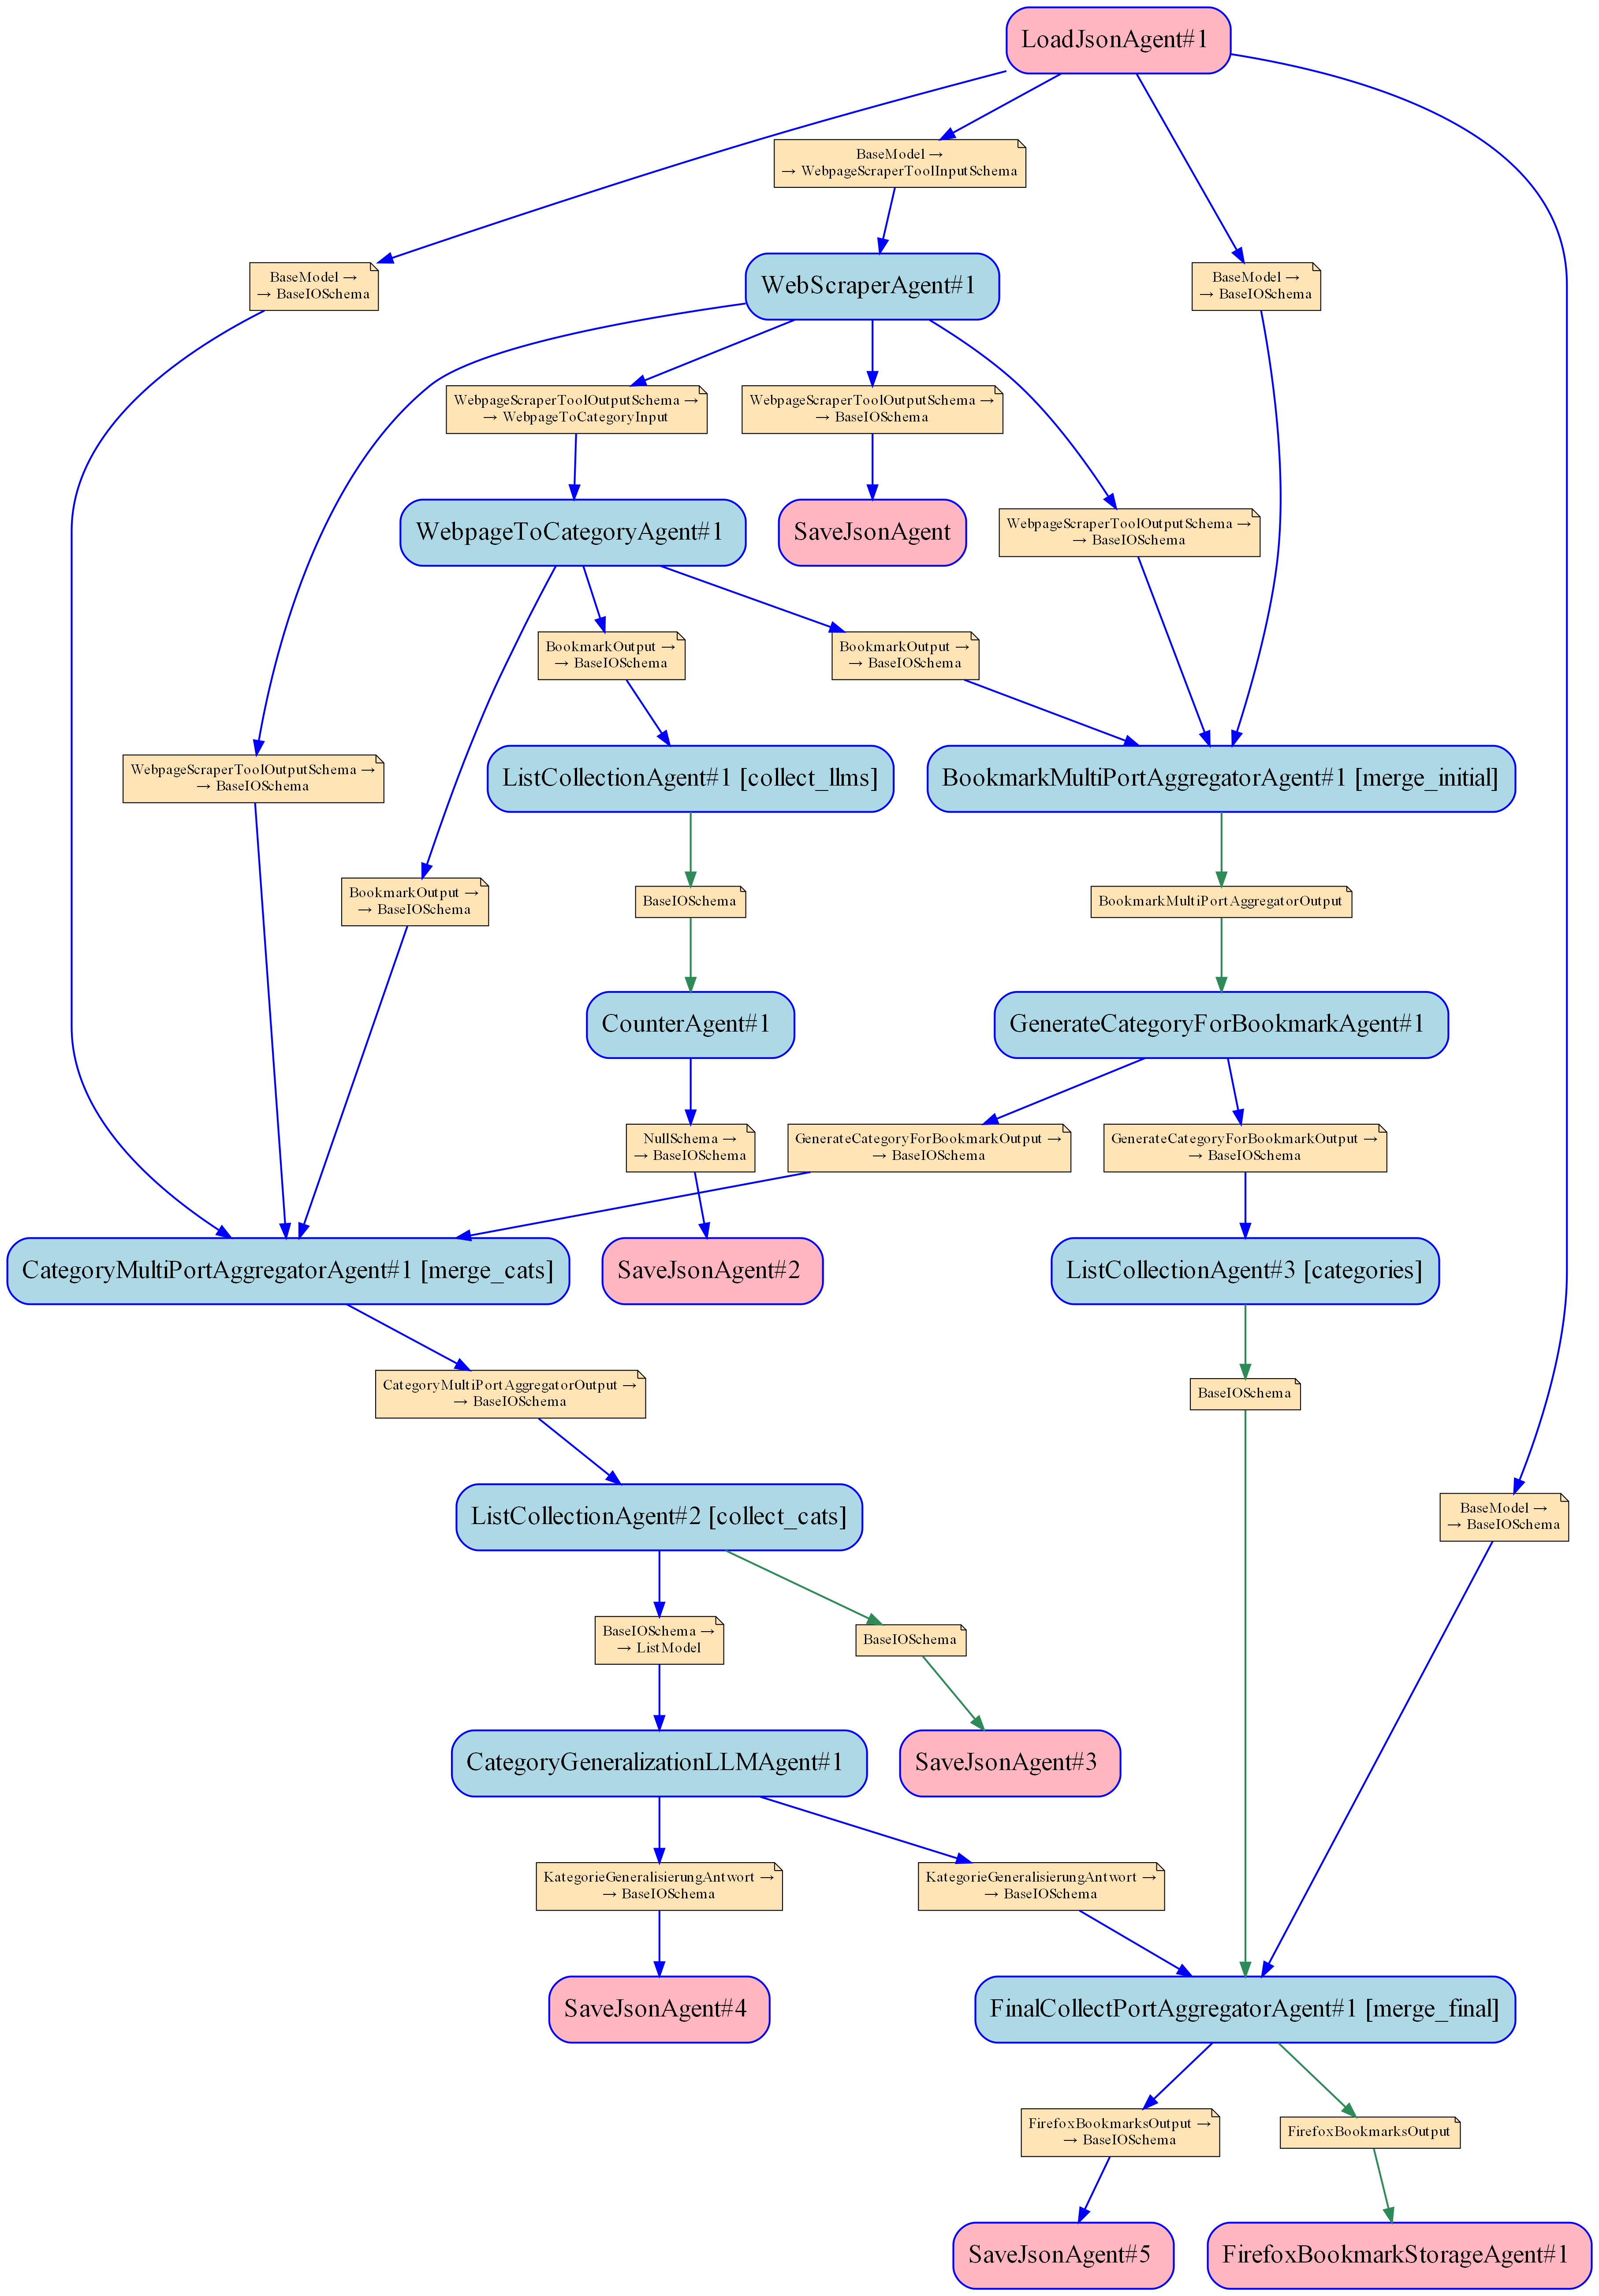 LoadJsonAgent#1
BaseModel →
→ WebpageScraperToolInputSchema
BaseModel →
→ BaseIOSchema
WebScraperAgent#1
BaseModel →
→ BaseIOSchema
WebpageScraperToolOutputSchema →
→ WebpageToCategoryInput
WebpageScraperToolOutputSchema →
→ BaseIOSchema
WebpageToCategoryAgent#1
SaveJsonAgent
WebpageScraperToolOutputSchema →
→ BaseIOSchema
BookmarkOutput →
→ BaseIOSchema
BookmarkOutput →
→ BaseIOSchema
WebpageScraperToolOutputSchema →
→ BaseIOSchema
ListCollectionAgent#1 [collect_llms]
BookmarkMultiPortAggregatorAgent#1 [merge_initial]
BookmarkOutput →
→ BaseIOSchema
BaseIOSchema
BookmarkMultiPortAggregatorOutput
CounterAgent#1
GenerateCategoryForBookmarkAgent#1
NullSchema →
→ BaseIOSchema
GenerateCategoryForBookmarkOutput →
→ BaseIOSchema
GenerateCategoryForBookmarkOutput →
→ BaseIOSchema
CategoryMultiPortAggregatorAgent#1 [merge_cats]
SaveJsonAgent#2
ListCollectionAgent#3 [categories]
CategoryMultiPortAggregatorOutput →
→ BaseIOSchema
BaseIOSchema
ListCollectionAgent#2 [collect_cats]
BaseModel →
→ BaseIOSchema
BaseIOSchema →
→ ListModel
BaseIOSchema
CategoryGeneralizationLLMAgent#1
SaveJsonAgent#3
KategorieGeneralisierungAntwort →
→ BaseIOSchema
KategorieGeneralisierungAntwort →
→ BaseIOSchema
SaveJsonAgent#4
FinalCollectPortAggregatorAgent#1 [merge_final]
FirefoxBookmarksOutput →
→ BaseIOSchema
FirefoxBookmarksOutput
SaveJsonAgent#5
FirefoxBookmarkStorageAgent#1